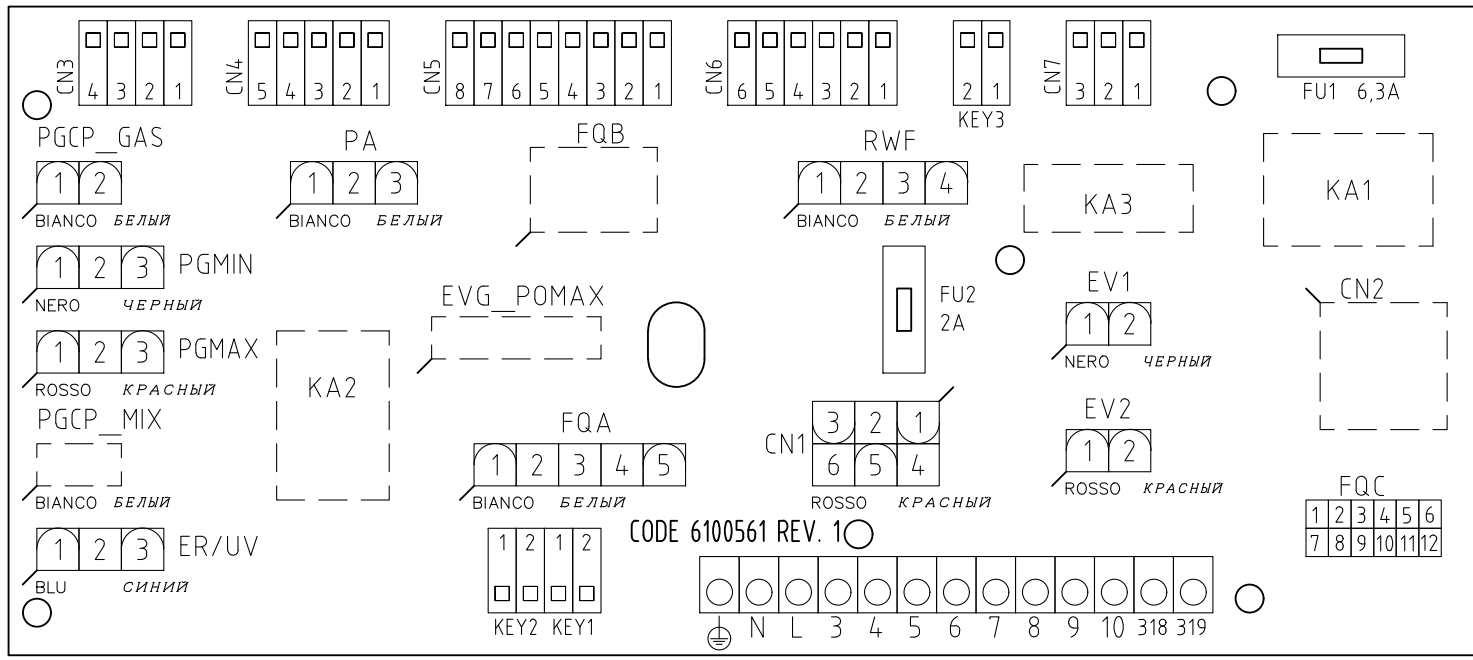 CN3 4 3 2 1
CN4 5 4 3 2 1
CN5 8 7 6 5 4 3 2 1
CN6 6 5 4 3 2 1
2 1
KEY3
CN7 3 2 1
FU1 6,3A
PGCP_GAS
1 2
BIANCO БЕЛЫЙ
PA
1 2 3
BIANCO БЕЛЫЙ
FQB
RWF
1 2 3 4
BIANCO БЕЛЫЙ
KA3
KA1
1 2 3 PGMIN
NERO ЧЕРНЫЙ
EVG_POMAX
FU2
2A
EV1
1 2
NERO ЧЕРНЫЙ
CN2
1 2 3 PGMAX
ROSSO КРАСНЫЙ
KA2
PGCP_MIX
BIANCO БЕЛЫЙ
FQA
1 2 3 4 5
BIANCO БЕЛЫЙ
CN1
3 2 1
6 5 4
ROSSO КРАСНЫЙ
EV2
1 2
ROSSO КРАСНЫЙ
FQC
1 2 3 4 5 6
7 8 9 10 11 12
1 2 3 ER/UV
BLU СИНИЙ
1 2 1 2
KEY2 KEY1
CODE 6100561 REV. 1
N L 3 4 5 6 7 8 9 10 318 319